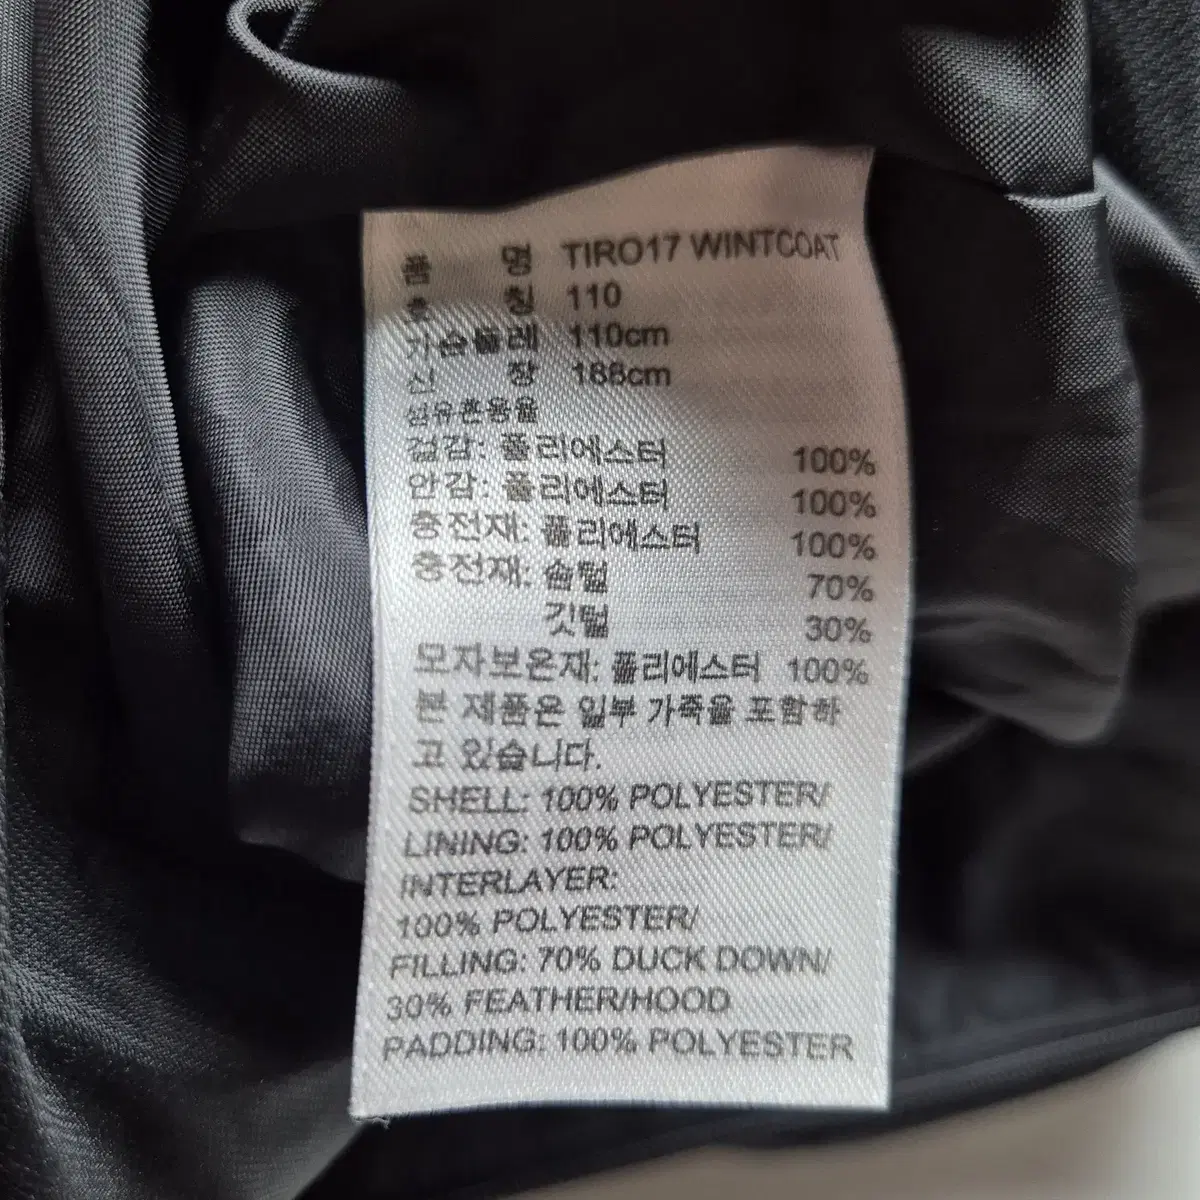 품 명 TIRO17 WINTCOAT
호 칭 110
가슴둘레 110cm
신 장 188cm
섬유혼용율
겉감: 폴리에스터 100%
안감: 폴리에스터 100%
충전재: 폴리에스터 100%
충전재: 솜털 70%
깃털 30%
모자보온재: 폴리에스터 100%
본 제품은 일부 가죽을 포함하
고 있습니다.
SHELL: 100% POLYESTER/
LINING: 100% POLYESTER/
INTERLAYER:
100% POLYESTER/
FILLING: 70% DUCK DOWN/
30% FEATHER/HOOD
PADDING: 100% POLYESTER